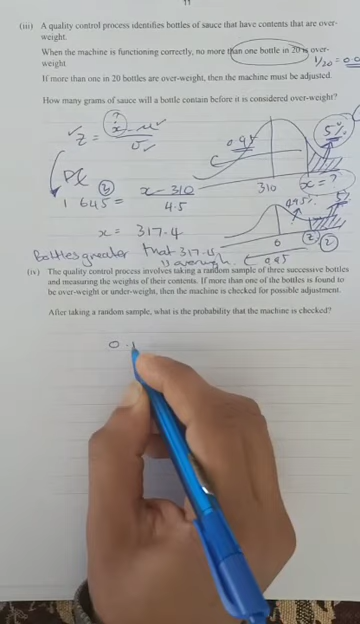 11
(iii) A quality control process identifies bottles of sauce that have contents that are over-
weight.
When the machine is functioning correctly, no more than one bottle in 20 is over-
weight.
1/20 = 0.0
If more than one in 20 bottles are over-weight, then the machine must be adjusted.
How many grams of sauce will a bottle contain before it is considered over-weight?
?
z = x - μ
σ
0.95
5%
310
x = ?
1.645 = x - 310
4.5
x = 317.4
0
2
2
0.95
Bottles greater that 317.4
(iv) The quality control process involves taking a random sample of three successive bottles
and measuring the weights of their contents. If more than one of the bottles is found to
be over-weight or under-weight, then the machine is checked for possible adjustment.
After taking a random sample, what is the probability that the machine is checked?
0.